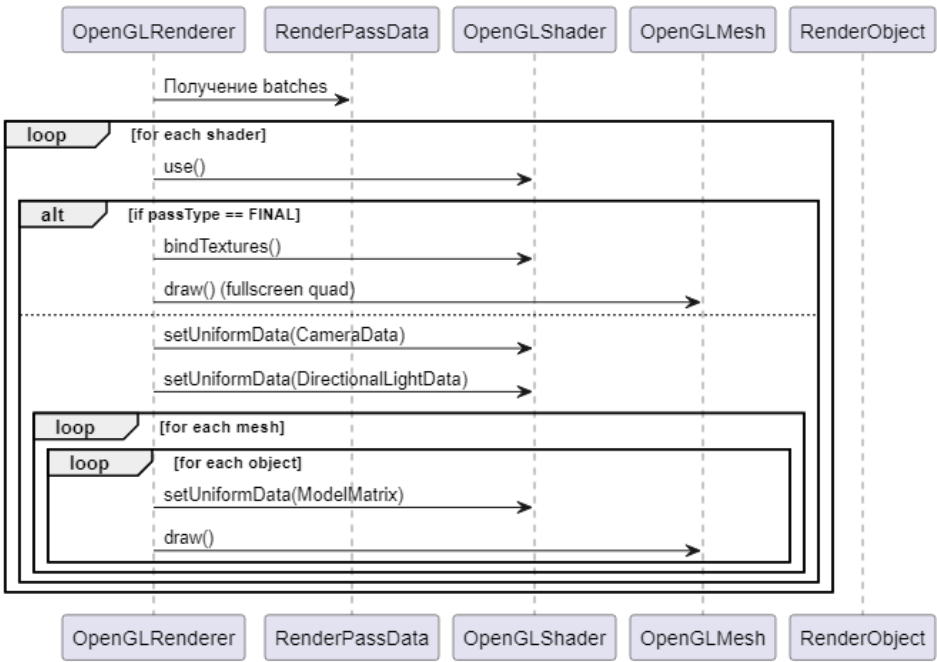 OpenGLRenderer RenderPassData OpenGLShader OpenGLMesh RenderObject
Получение batches
loop [for each shader]
use()
alt [if passType == FINAL]
bindTextures()
draw() (fullscreen quad)
setUniformData(CameraData)
setUniformData(DirectionalLightData)
loop [for each mesh]
loop [for each object]
setUniformData(ModelMatrix)
draw()
OpenGLRenderer RenderPassData OpenGLShader OpenGLMesh RenderObject